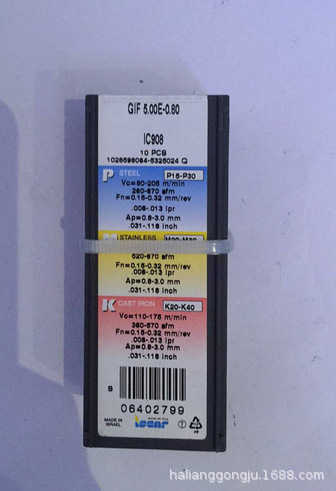 GIF 5.00E-0.80
IC908
10 PCS
1026598064-5325024 Q
P STEEL P15-P30
Vc=80-205 m/min
260-670 sfm
Fn=0.15-0.32 mm/rev
.006-.013 ipr
Ap=0.8-3.0 mm
.031-.118 inch
STAINLESS
520-670 sfm
Fn=0.15-0.32 mm/rev
.006-.013 ipr
Ap=0.8-3.0 mm
.031-.118 inch
K CAST IRON K20-K40
Vc=110-175 m/min
360-570 sfm
Fn=0.15-0.32 mm/rev
.006-.013 ipr
Ap=0.8-3.0 mm
.031-.118 inch
S
06402799
MADE IN
ISRAEL
iscar
PP
halianggongju.1688.com